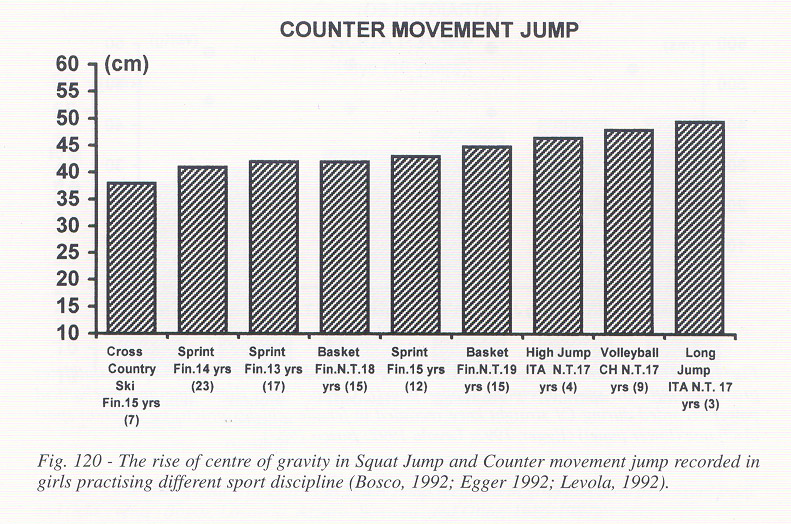 COUNTER MOVEMENT JUMP
(cm)
60
55
50
45
40
35
30
25
20
15
10
Cross
Country
Ski
Fin.15 yrs
(7)
Sprint
Fin.14 yrs
(23)
Sprint
Fin.13 yrs
(17)
Basket
Fin.N.T.18
yrs (15)
Sprint
Fin.15 yrs
(12)
Basket
Fin.N.T.19
yrs (15)
High Jump
ITA N.T.17
yrs (4)
Volleyball
CH N.T.17
yrs (9)
Long
Jump
ITA N.T. 17
yrs (3)
Fig. 120 - The rise of centre of gravity in Squat Jump and Counter movement jump recorded in
girls practising different sport discipline (Bosco, 1992; Egger 1992; Levola, 1992).